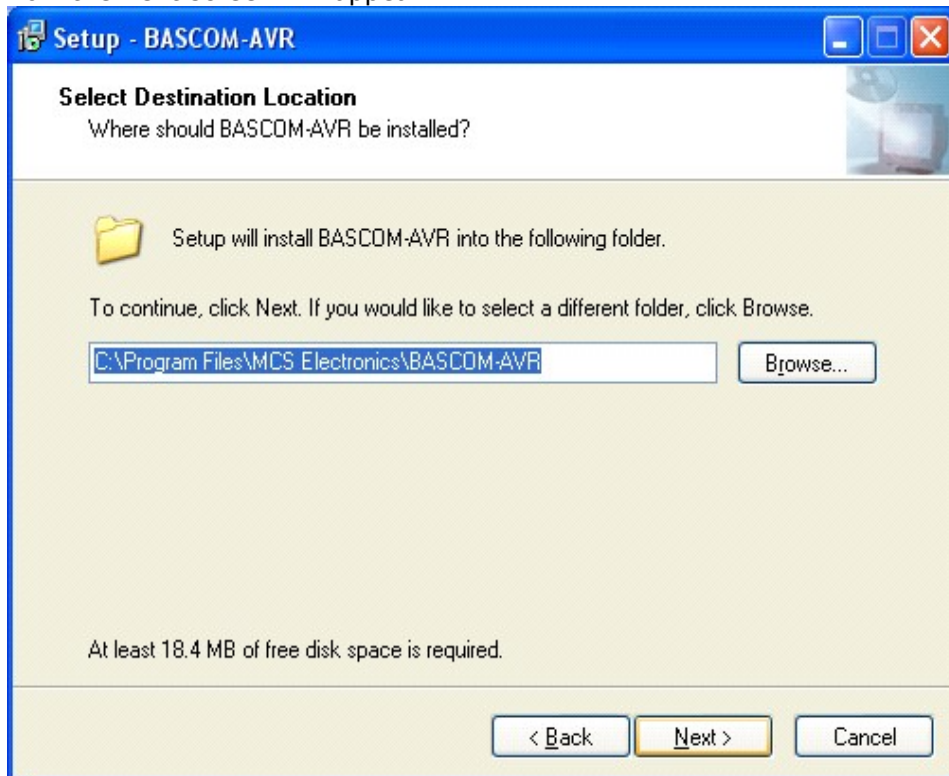 Setup - BASCOM-AVR
Select Destination Location
Where should BASCOM-AVR be installed?
Setup will install BASCOM-AVR into the following folder.
To continue, click Next. If you would like to select a different folder, click Browse.
C:\Program Files\MCS Electronics\BASCOM-AVR
Browse...
At least 18.4 MB of free disk space is required.
< Back
Next >
Cancel